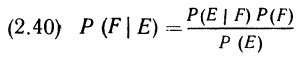 (2.40) P (F | E) = P(E | F) P(F) / P (E)